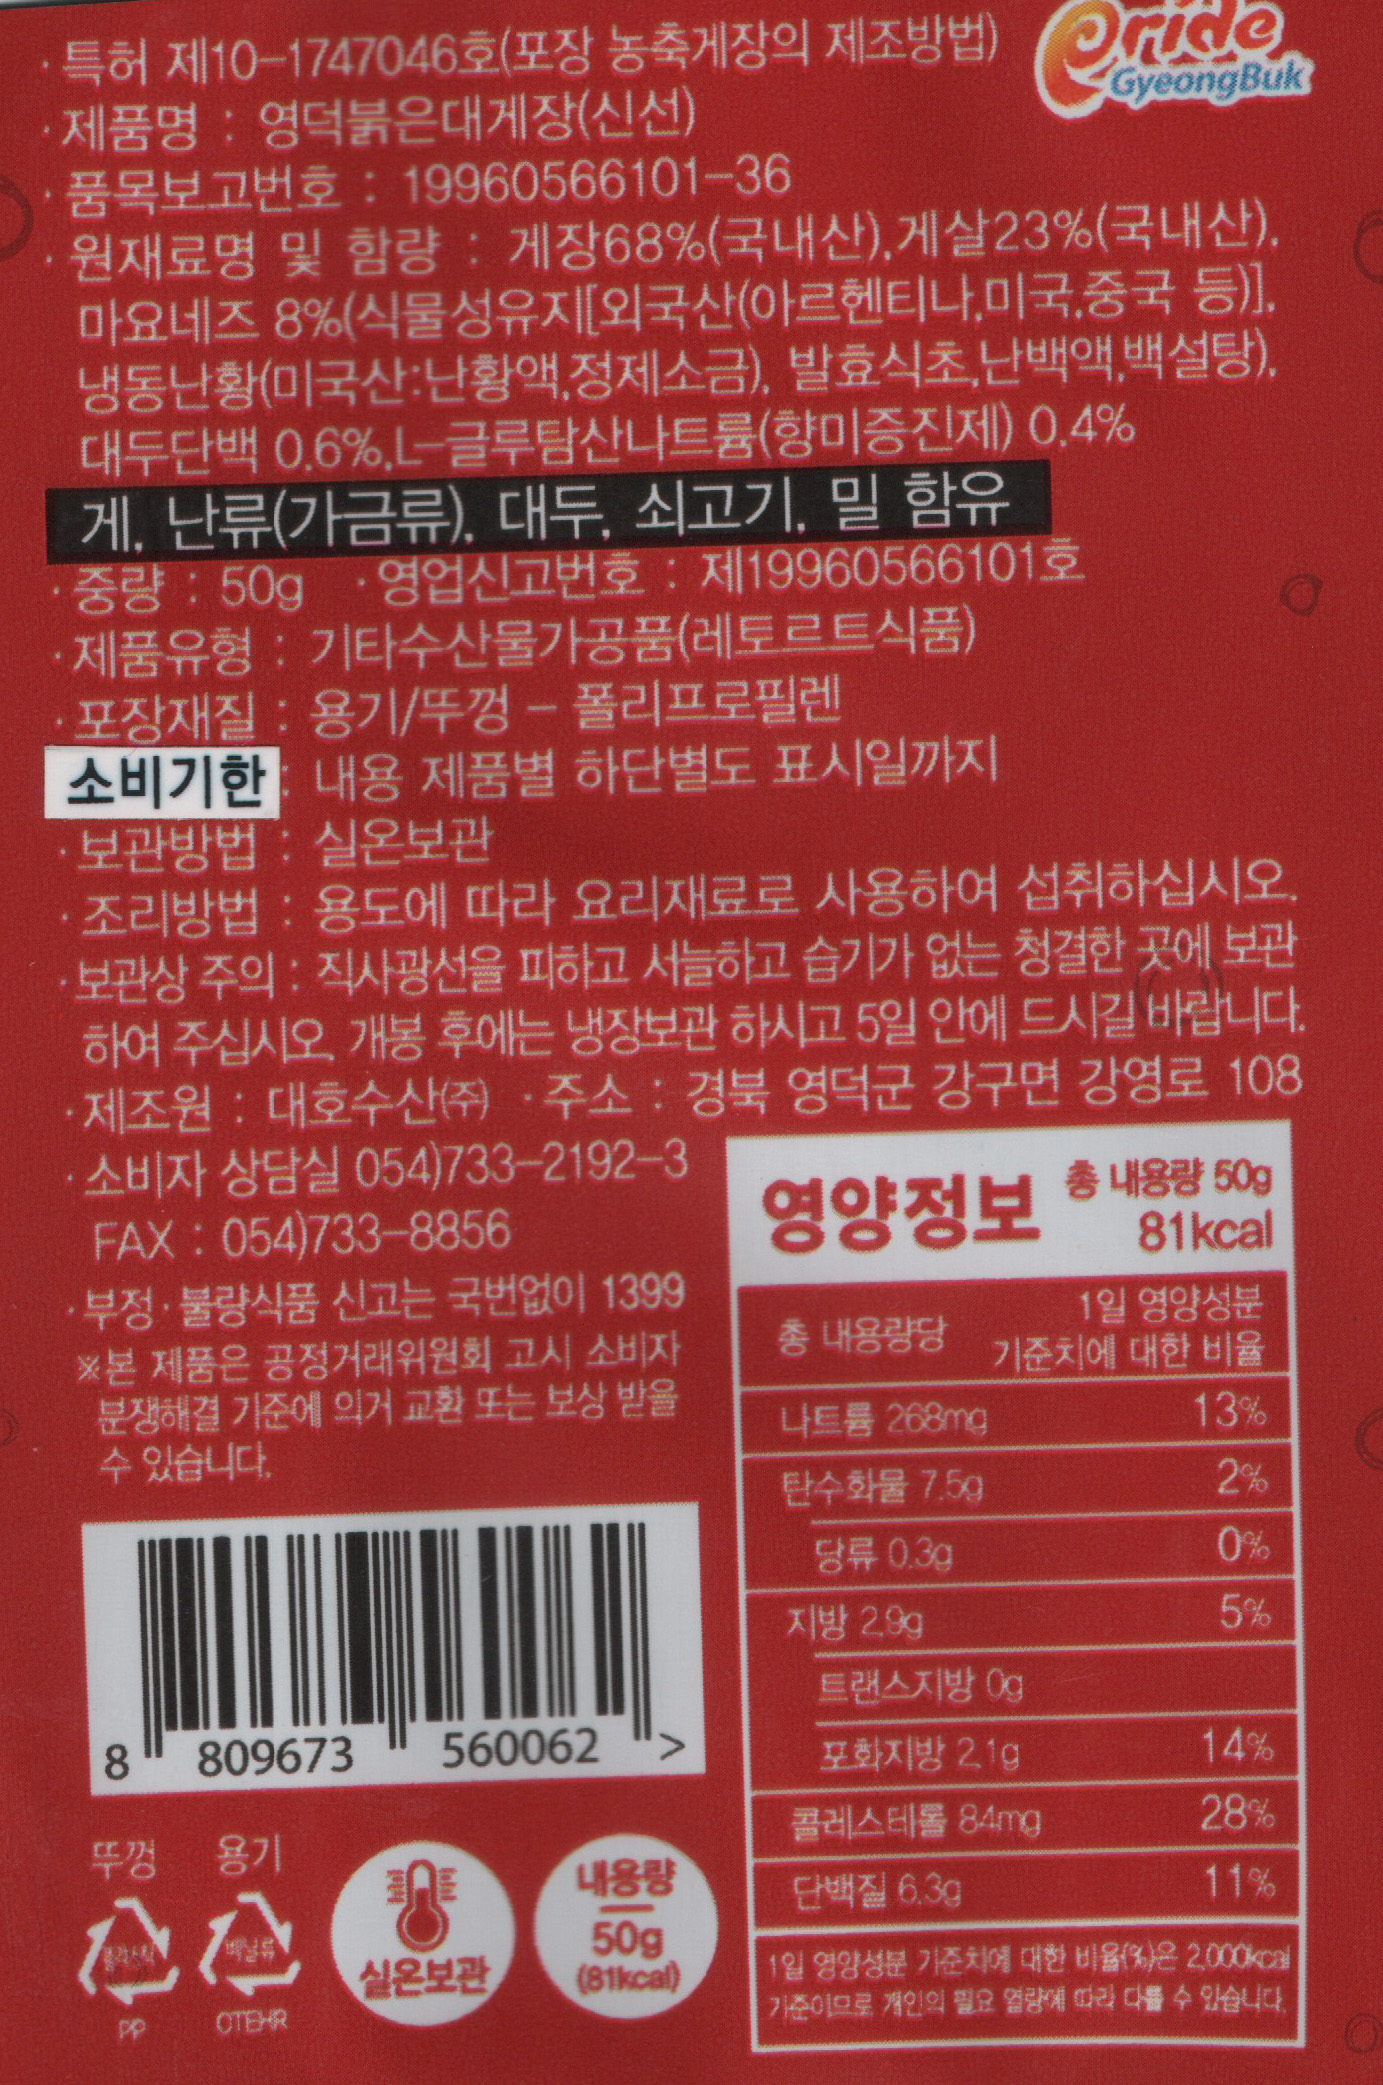 Pride
GyeongBuk
· 특허 제10-1747046호(포장 농축게장의 제조방법)
· 제품명 : 영덕붉은대게장(신선)
· 품목보고번호 : 19960566101-36
· 원재료명 및 함량 : 게장68%(국내산),게살23%(국내산),
마요네즈 8%(식물성유지[외국산(아르헨티나,미국,중국 등)],
냉동난황(미국산:난황액,정제소금), 발효식초,난백액,백설탕),
대두단백 0.6%,L-글루탐산나트륨(향미증진제) 0.4%
게, 난류(가금류), 대두, 쇠고기, 밀 함유
· 중량 : 50g · 영업신고번호 : 제19960566101호
· 제품유형 : 기타수산물가공품(레토르트식품)
· 포장재질 : 용기/뚜껑 - 폴리프로필렌
소비기한 : 내용 제품별 하단별도 표시일까지
· 보관방법 : 실온보관
· 조리방법 : 용도에 따라 요리재료로 사용하여 섭취하십시오.
· 보관상 주의 : 직사광선을 피하고 서늘하고 습기가 없는 청결한 곳에 보관
하여 주십시오. 개봉 후에는 냉장보관 하시고 5일 안에 드시길 바랍니다.
· 제조원 : 대호수산㈜ · 주소 : 경북 영덕군 강구면 강영로 108
· 소비자 상담실 054)733-2192-3
FAX : 054)733-8856
· 부정 · 불량식품 신고는 국번없이 1399
※본 제품은 공정거래위원회 고시 소비자
분쟁해결 기준에 의거 교환 또는 보상 받을
수 있습니다.
영양정보 총 내용량 50g
81kcal
총 내용량당 1일 영양성분
기준치에 대한 비율
나트륨 268mg 13%
탄수화물 7.5g 2%
당류 0.3g 0%
지방 2.9g 5%
트랜스지방 0g
포화지방 2.1g 14%
콜레스테롤 84mg 28%
단백질 6.3g 11%
1일 영양성분 기준치에 대한 비율(%)은 2,000kcal
기준이므로 개인의 필요 열량에 따라 다를 수 있습니다.
8 809673 560062 >
뚜껑 용기
플라스틱 비닐류
PP OTEHR
실온보관
내용량
50g
(81kcal)